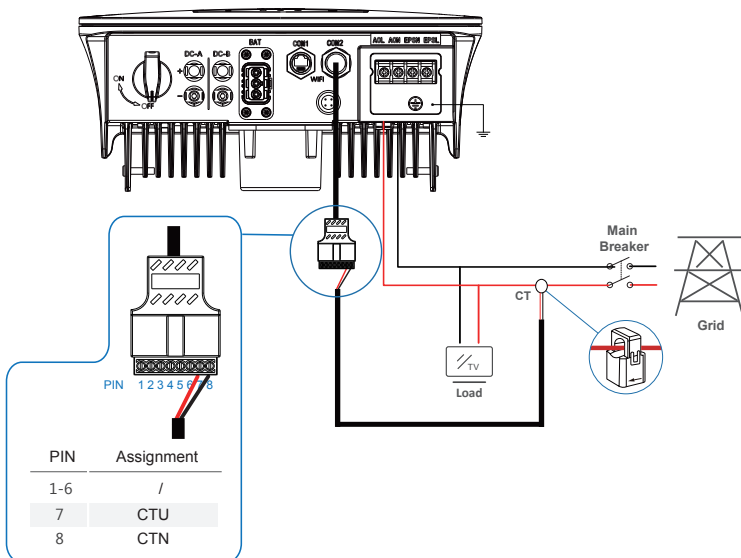 DC-A DC-B BAT COM1 COM2 ACL ACN EPSN EPSL
ON
OFF
+
-
WIFI
Main
Breaker
CT
Grid
TV
Load
PIN 1 2 3 4 5 6 7 8
PIN Assignment
1-6 /
7 CTU
8 CTN